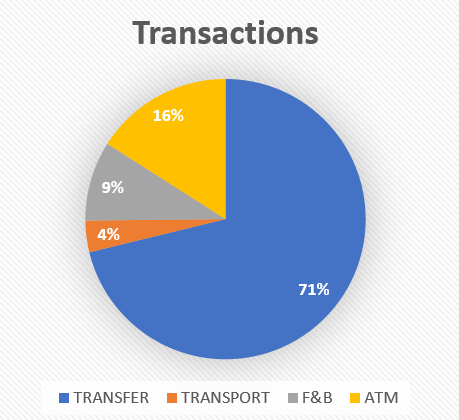 Transactions
16%
9%
4%
71%
TRANSFER TRANSPORT F&B ATM